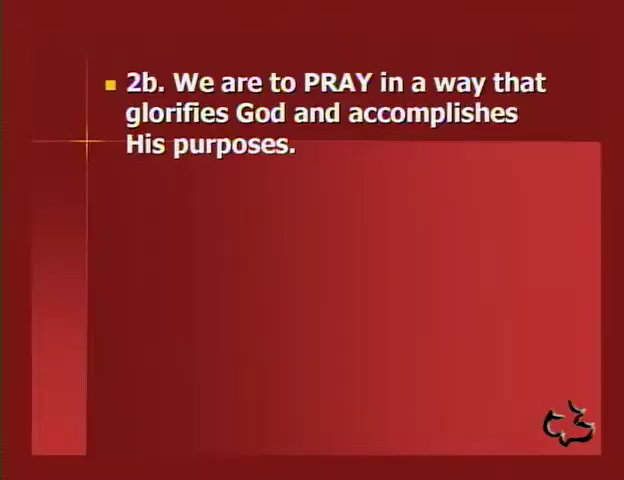 2b. We are to PRAY in a way that
glorifies God and accomplishes
His purposes.